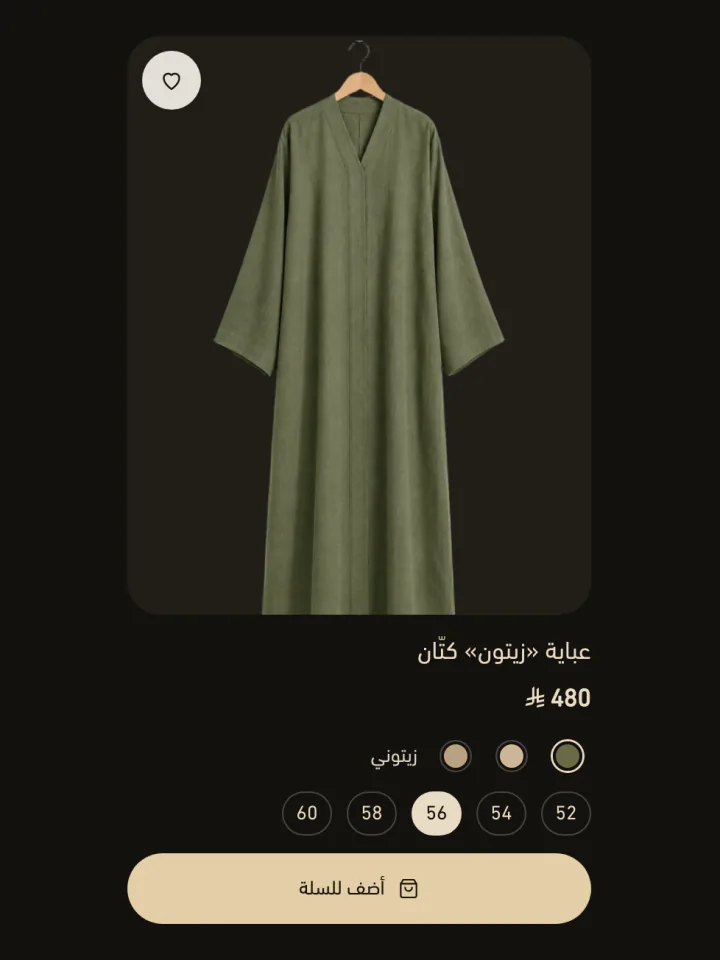 عباية «زيتون» كتّان
480 ⃁
زيتوني
52 54 56 58 60
أضف للسلة